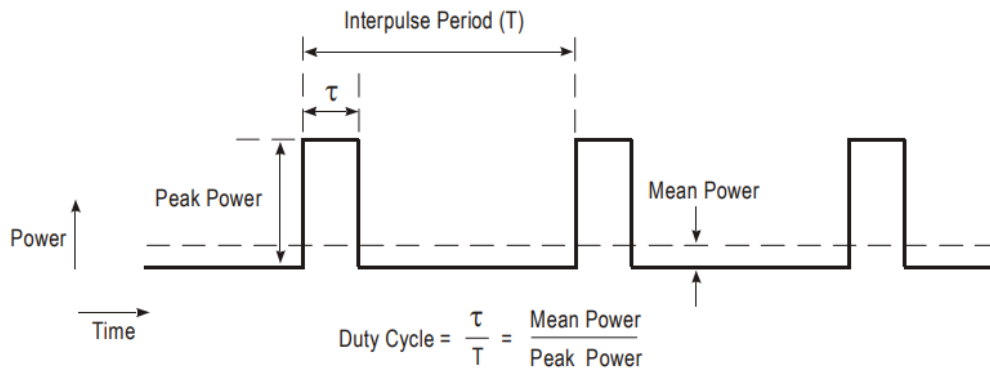 Interpulse Period (T)
τ
Peak Power
Mean Power
Power
Time
Duty Cycle = τ / T = Mean Power / Peak Power